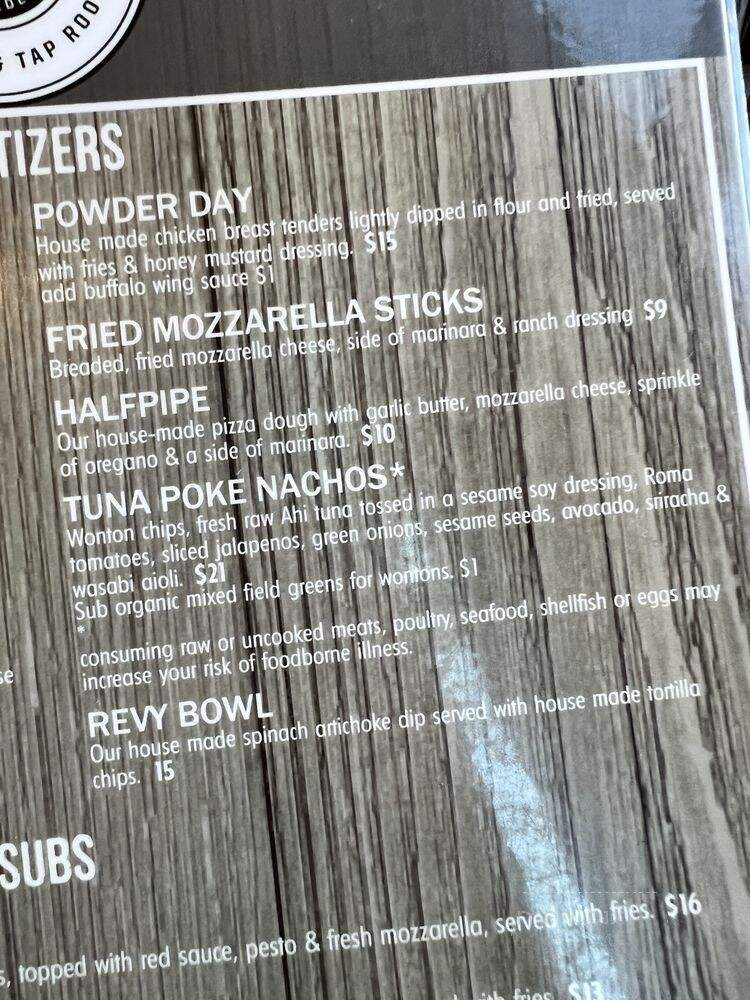 TAP ROO
TIZERS
POWDER DAY
House made chicken breast tenders lightly dipped in flour and fried, served
with fries & honey mustard dressing. $15
add buffalo wing sauce $1
FRIED MOZZARELLA STICKS
Breaded, fried mozzarella cheese, side of marinara & ranch dressing $9
HALFPIPE
Our house-made pizza dough with garlic butter, mozzarella cheese, sprinkle
of oregano & a side of marinara. $10
TUNA POKE NACHOS*
Wonton chips, fresh raw Ahi tuna tossed in a sesame soy dressing, Roma
tomatoes, sliced jalapenos, green onions, sesame seeds, avocado, sriracha &
wasabi aioli. $21
Sub organic mixed field greens for wontons. $1
*
consuming raw or uncooked meats, poultry, seafood, shellfish or eggs may
increase your risk of foodborne illness.
se
REVY BOWL
Our house made spinach artichoke dip served with house made tortilla
chips. 15
SUBS
s, topped with red sauce, pesto & fresh mozzarella, served with fries. $16
with fries $13